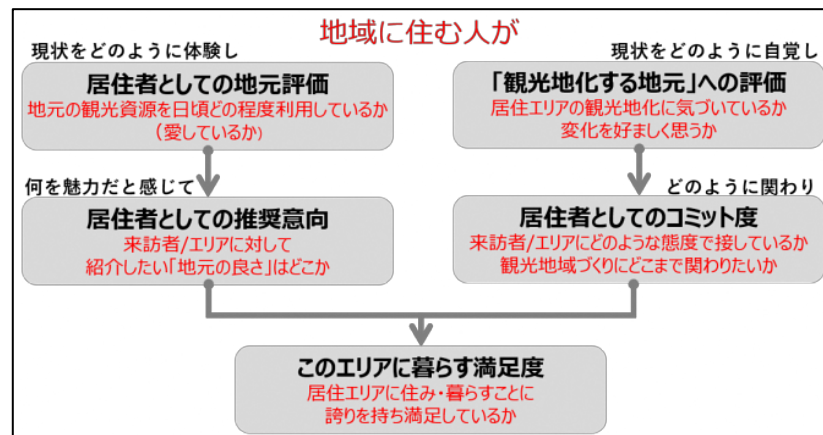 地域に住む人が
現状をどのように体験し
居住者としての地元評価
地元の観光資源を日頃どの程度利用しているか
（愛しているか）
何を魅力だと感じて
居住者としての推奨意向
来訪者/エリアに対して
紹介したい「地元の良さ」はどこか
現状をどのように自覚し
「観光地化する地元」への評価
居住エリアの観光地化に気づいているか
変化を好ましく思うか
どのように関わり
居住者としてのコミット度
来訪者/エリアにどのような態度で接しているか
観光地域づくりにどこまで関わりたいか
このエリアに暮らす満足度
居住エリアに住み・暮らすことに
誇りを持ち満足しているか